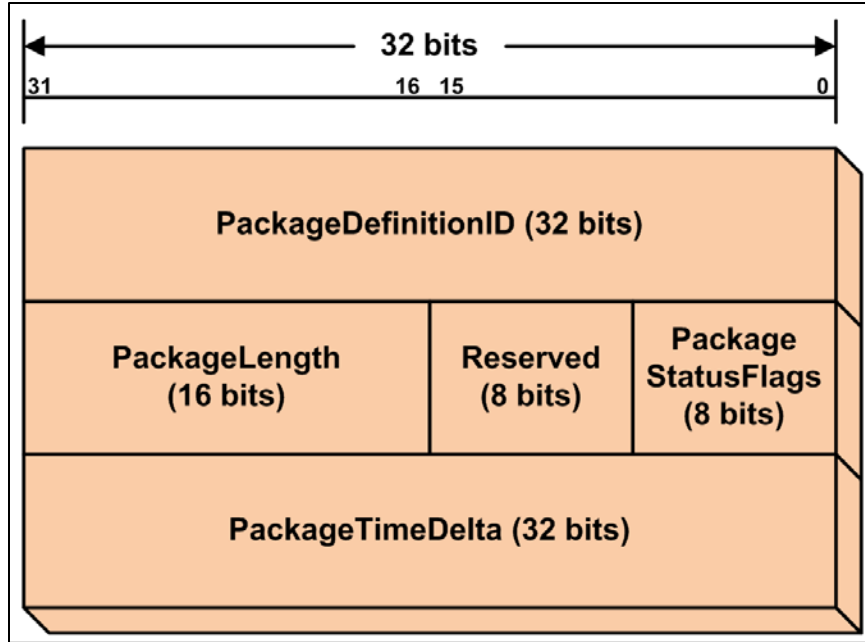 32 bits
31 16 15 0
PackageDefinitionID (32 bits)
PackageLength
(16 bits)
Reserved
(8 bits)
Package
StatusFlags
(8 bits)
PackageTimeDelta (32 bits)